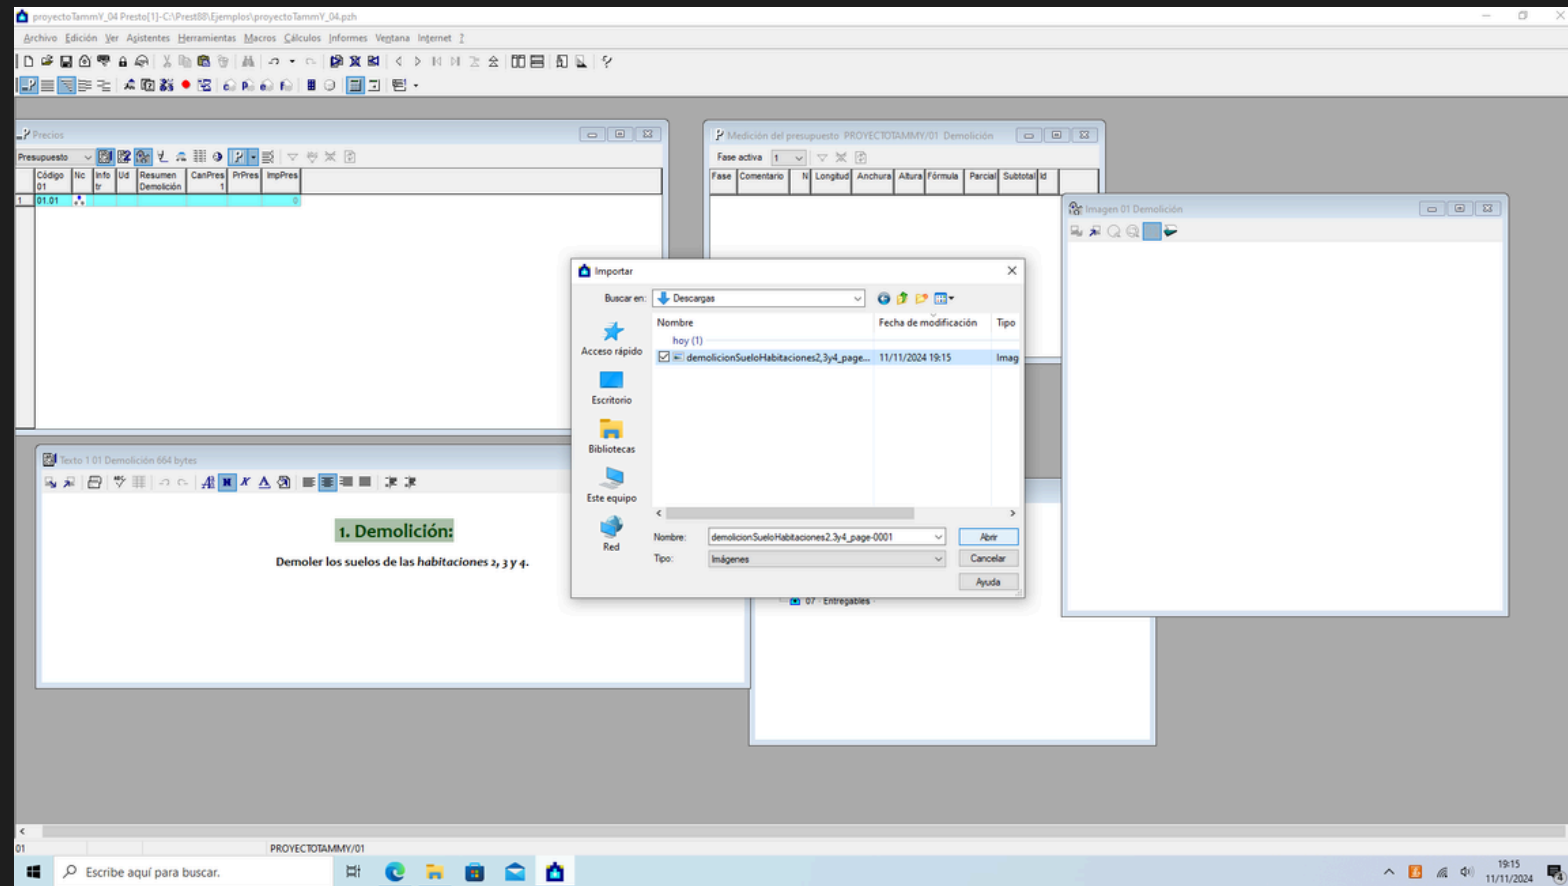 proyectoTammY_04 Presto[1]-C:\Prest88\Ejemplos\proyectoTammY_04.pzh
Archivo Edición Ver Agistentes Herramientas Macros Cálculos Informes Ventana Internet ?
Precios
Presupuesto
Código Nc Info Ud Resumen CanPres PrPres ImpPres
01 tr Demolición 1
1 01.01 0
Medición del presupuesto PROYECTOTAMMY/01 Demolición
Fase activa 1
Fase Comentario N Longitud Anchura Altura Fórmula Parcial Subtotal Id
Imagen 01 Demolición
Importar
Buscar en: Descargas
Nombre Fecha de modificación Tipo
hoy (1)
demolicionSueloHabitaciones2,3y4_page... 11/11/2024 19:15 Imag
Acceso rápido
Escritorio
Bibliotecas
Este equipo
Red
Nombre: demolicionSueloHabitaciones2,3y4_page-0001 Abrir
Tipo: Imágenes Cancelar
Ayuda
Texto 1 01 Demolición 664 bytes
1. Demolición:
Demoler los suelos de las habitaciones 2, 3 y 4.
07 - Entregables -
01 PROYECTOTAMMY/01
Escribe aquí para buscar.
19:15
11/11/2024
4